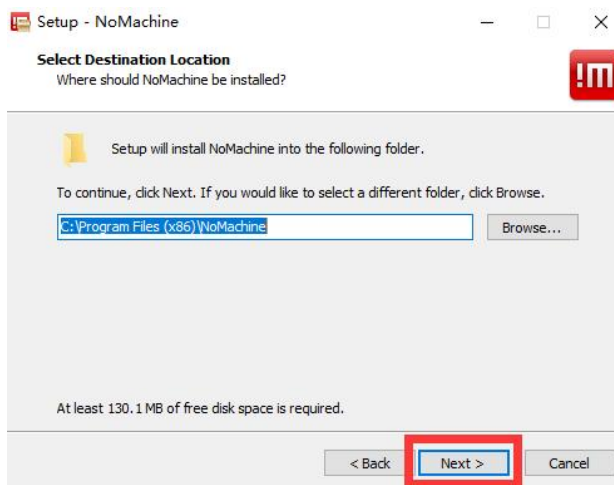 Setup - NoMachine
Select Destination Location
Where should NoMachine be installed?
!m
Setup will install NoMachine into the following folder.
To continue, click Next. If you would like to select a different folder, click Browse.
C:\Program Files (x86)\NoMachine
Browse...
At least 130.1 MB of free disk space is required.
< Back Next > Cancel